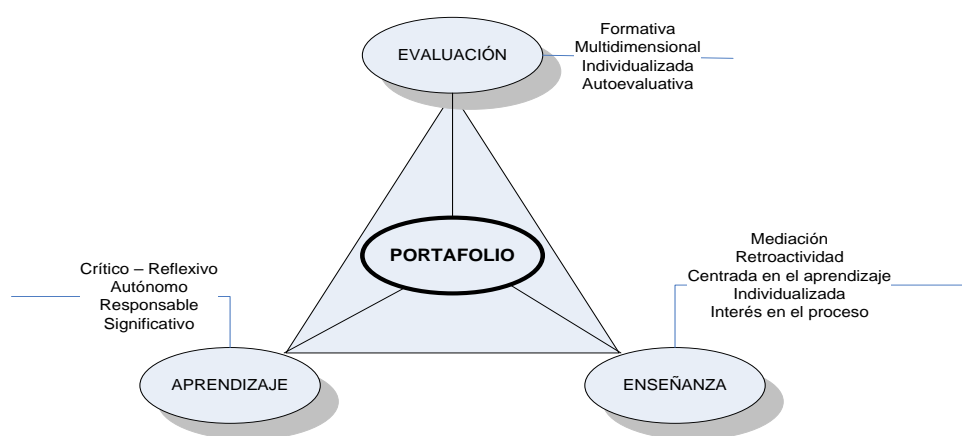 EVALUACIÓN
Formativa
Multidimensional
Individualizada
Autoevaluativa
PORTAFOLIO
Crítico – Reflexivo
Autónomo
Responsable
Significativo
Mediación
Retroactividad
Centrada en el aprendizaje
Individualizada
Interés en el proceso
APRENDIZAJE
ENSEÑANZA